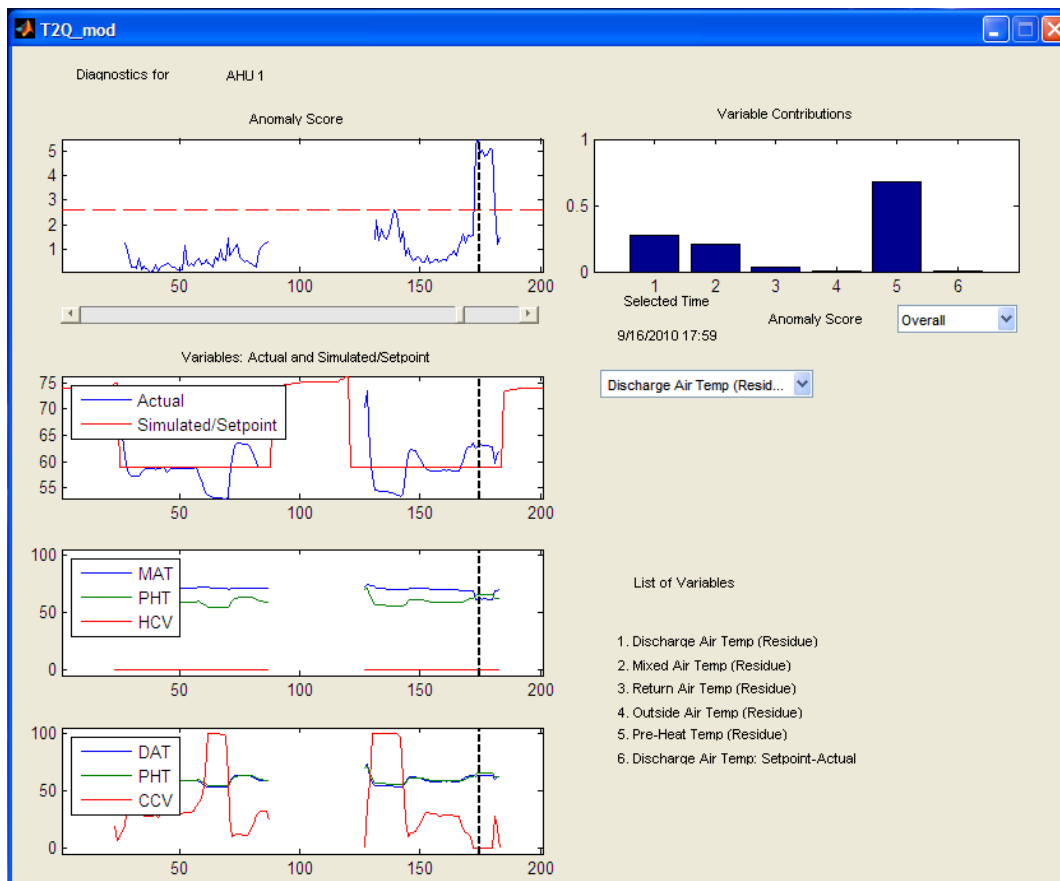 T2Q_mod
Diagnostics for AHU 1
Anomaly Score
5
4
3
2
1
50 100 150 200
Variable Contributions
1
0.5
0
1 2 3 4 5 6
Selected Time
9/16/2010 17:59
Anomaly Score
Overall
Discharge Air Temp (Resid...
Variables: Actual and Simulated/Setpoint
75
70
65
60
55
Actual
Simulated/Setpoint
50 100 150 200
100
50
0
MAT
PHT
HCV
50 100 150 200
100
50
0
DAT
PHT
CCV
50 100 150 200
List of Variables
1. Discharge Air Temp (Residue)
2. Mixed Air Temp (Residue)
3. Return Air Temp (Residue)
4. Outside Air Temp (Residue)
5. Pre-Heat Temp (Residue)
6. Discharge Air Temp: Setpoint-Actual